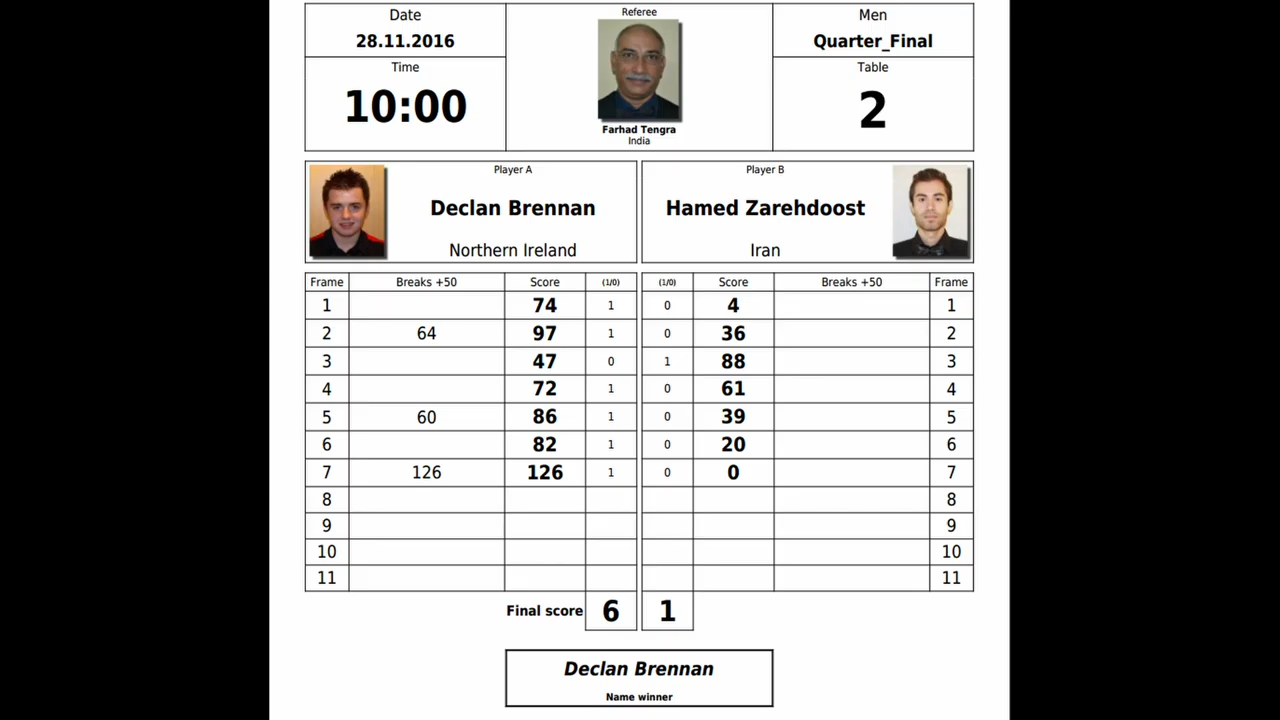 Date
28.11.2016
Time
10:00
Referee
Farhad Tengra
India
Men
Quarter_Final
Table
2
Player A
Declan Brennan
Northern Ireland
Player B
Hamed Zarehdoost
Iran
Frame Breaks +50 Score (1/0) (1/0) Score Breaks +50 Frame
1 74 1 0 4 1
2 64 97 1 0 36 2
3 47 0 1 88 3
4 72 1 0 61 4
5 60 86 1 0 39 5
6 82 1 0 20 6
7 126 126 1 0 0 7
8 8
9 9
10 10
11 11
Final score 6 1
Declan Brennan
Name winner